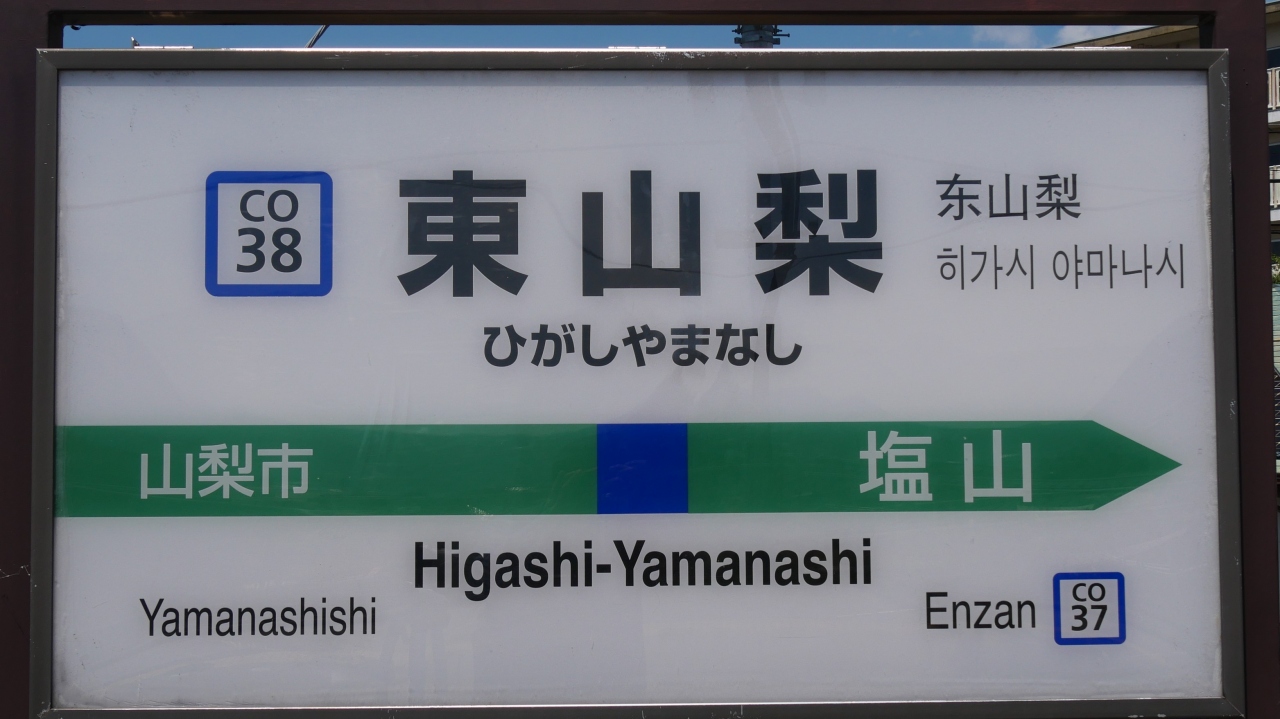 CO
38
東山梨
东山梨
히가시 야마나시
ひがしやまなし
山梨市
塩山
Higashi-Yamanashi
Yamanashishi
Enzan
CO
37